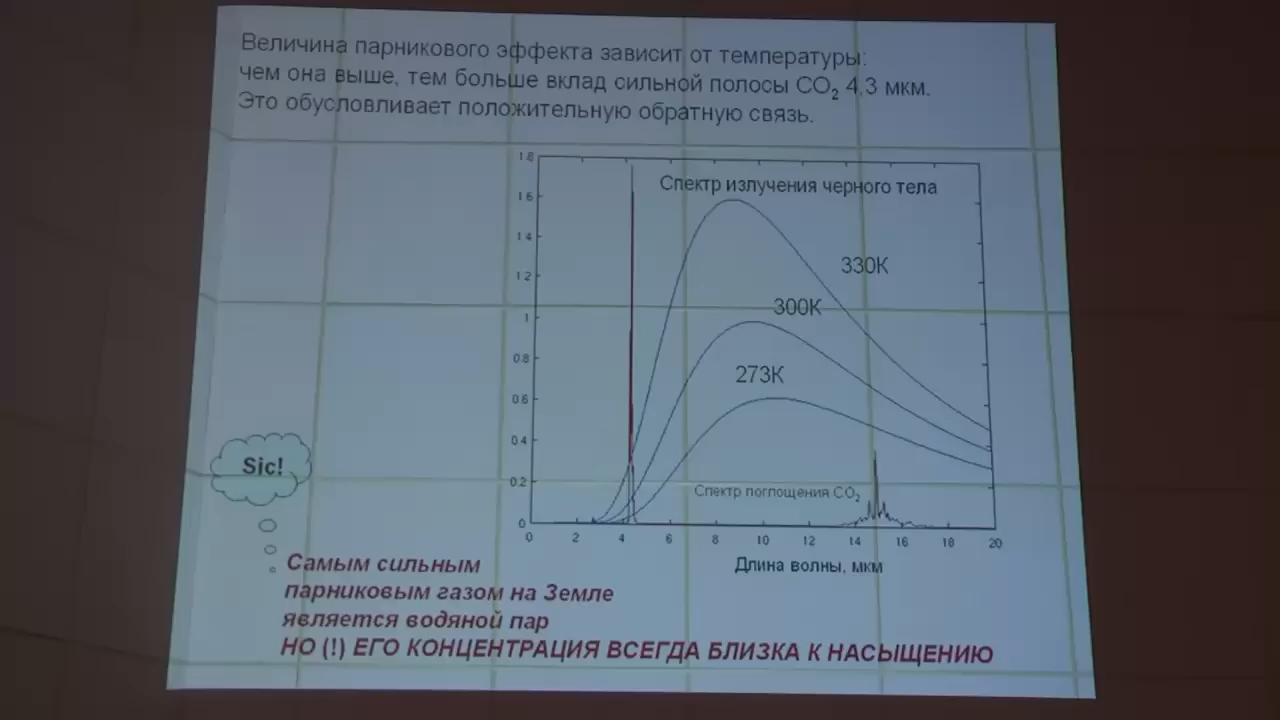 Величина парникового эффекта зависит от температуры:
чем она выше, тем больше вклад сильной полосы CO2 4,3 мкм.
Это обусловливает положительную обратную связь.
1.8
1.6
1.4
1.2
1
0.8
0.6
0.4
0.2
0
Спектр излучения черного тела
330К
300К
273К
Спектр поглощения CO2
0 2 4 6 8 10 12 14 16 18 20
Длина волны, мкм
Sic!
Самым сильным
парниковым газом на Земле
является водяной пар
НО (!) ЕГО КОНЦЕНТРАЦИЯ ВСЕГДА БЛИЗКА К НАСЫЩЕНИЮ